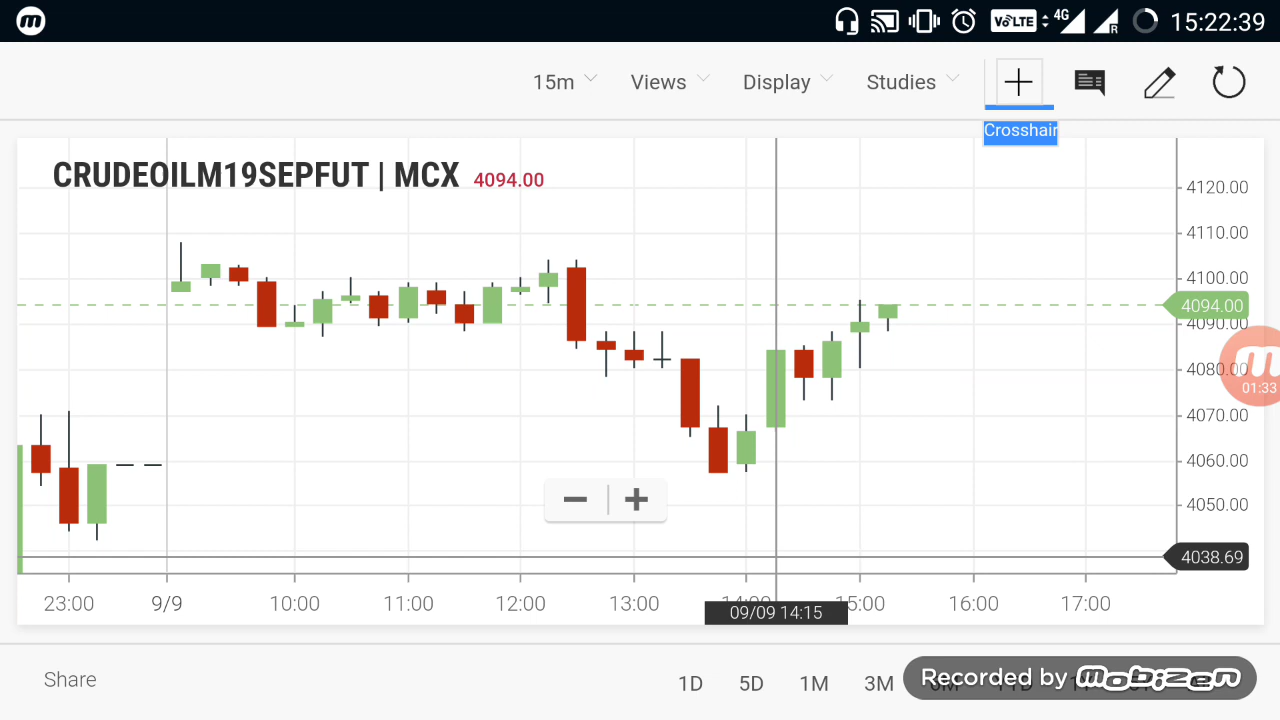 m
VoLTE 4G R 15:22:39
15m Views Display Studies
Crosshair
CRUDEOILM19SEPFUT | MCX 4094.00
4120.00
4110.00
4100.00
4094.00
4090.00
4080.00
4070.00
4060.00
4050.00
4038.69
m
01:33
23:00 9/9 10:00 11:00 12:00 13:00 14:00 15:00 16:00 17:00
09/09 14:15
Share 1D 5D 1M 3M
Recorded by mobizen